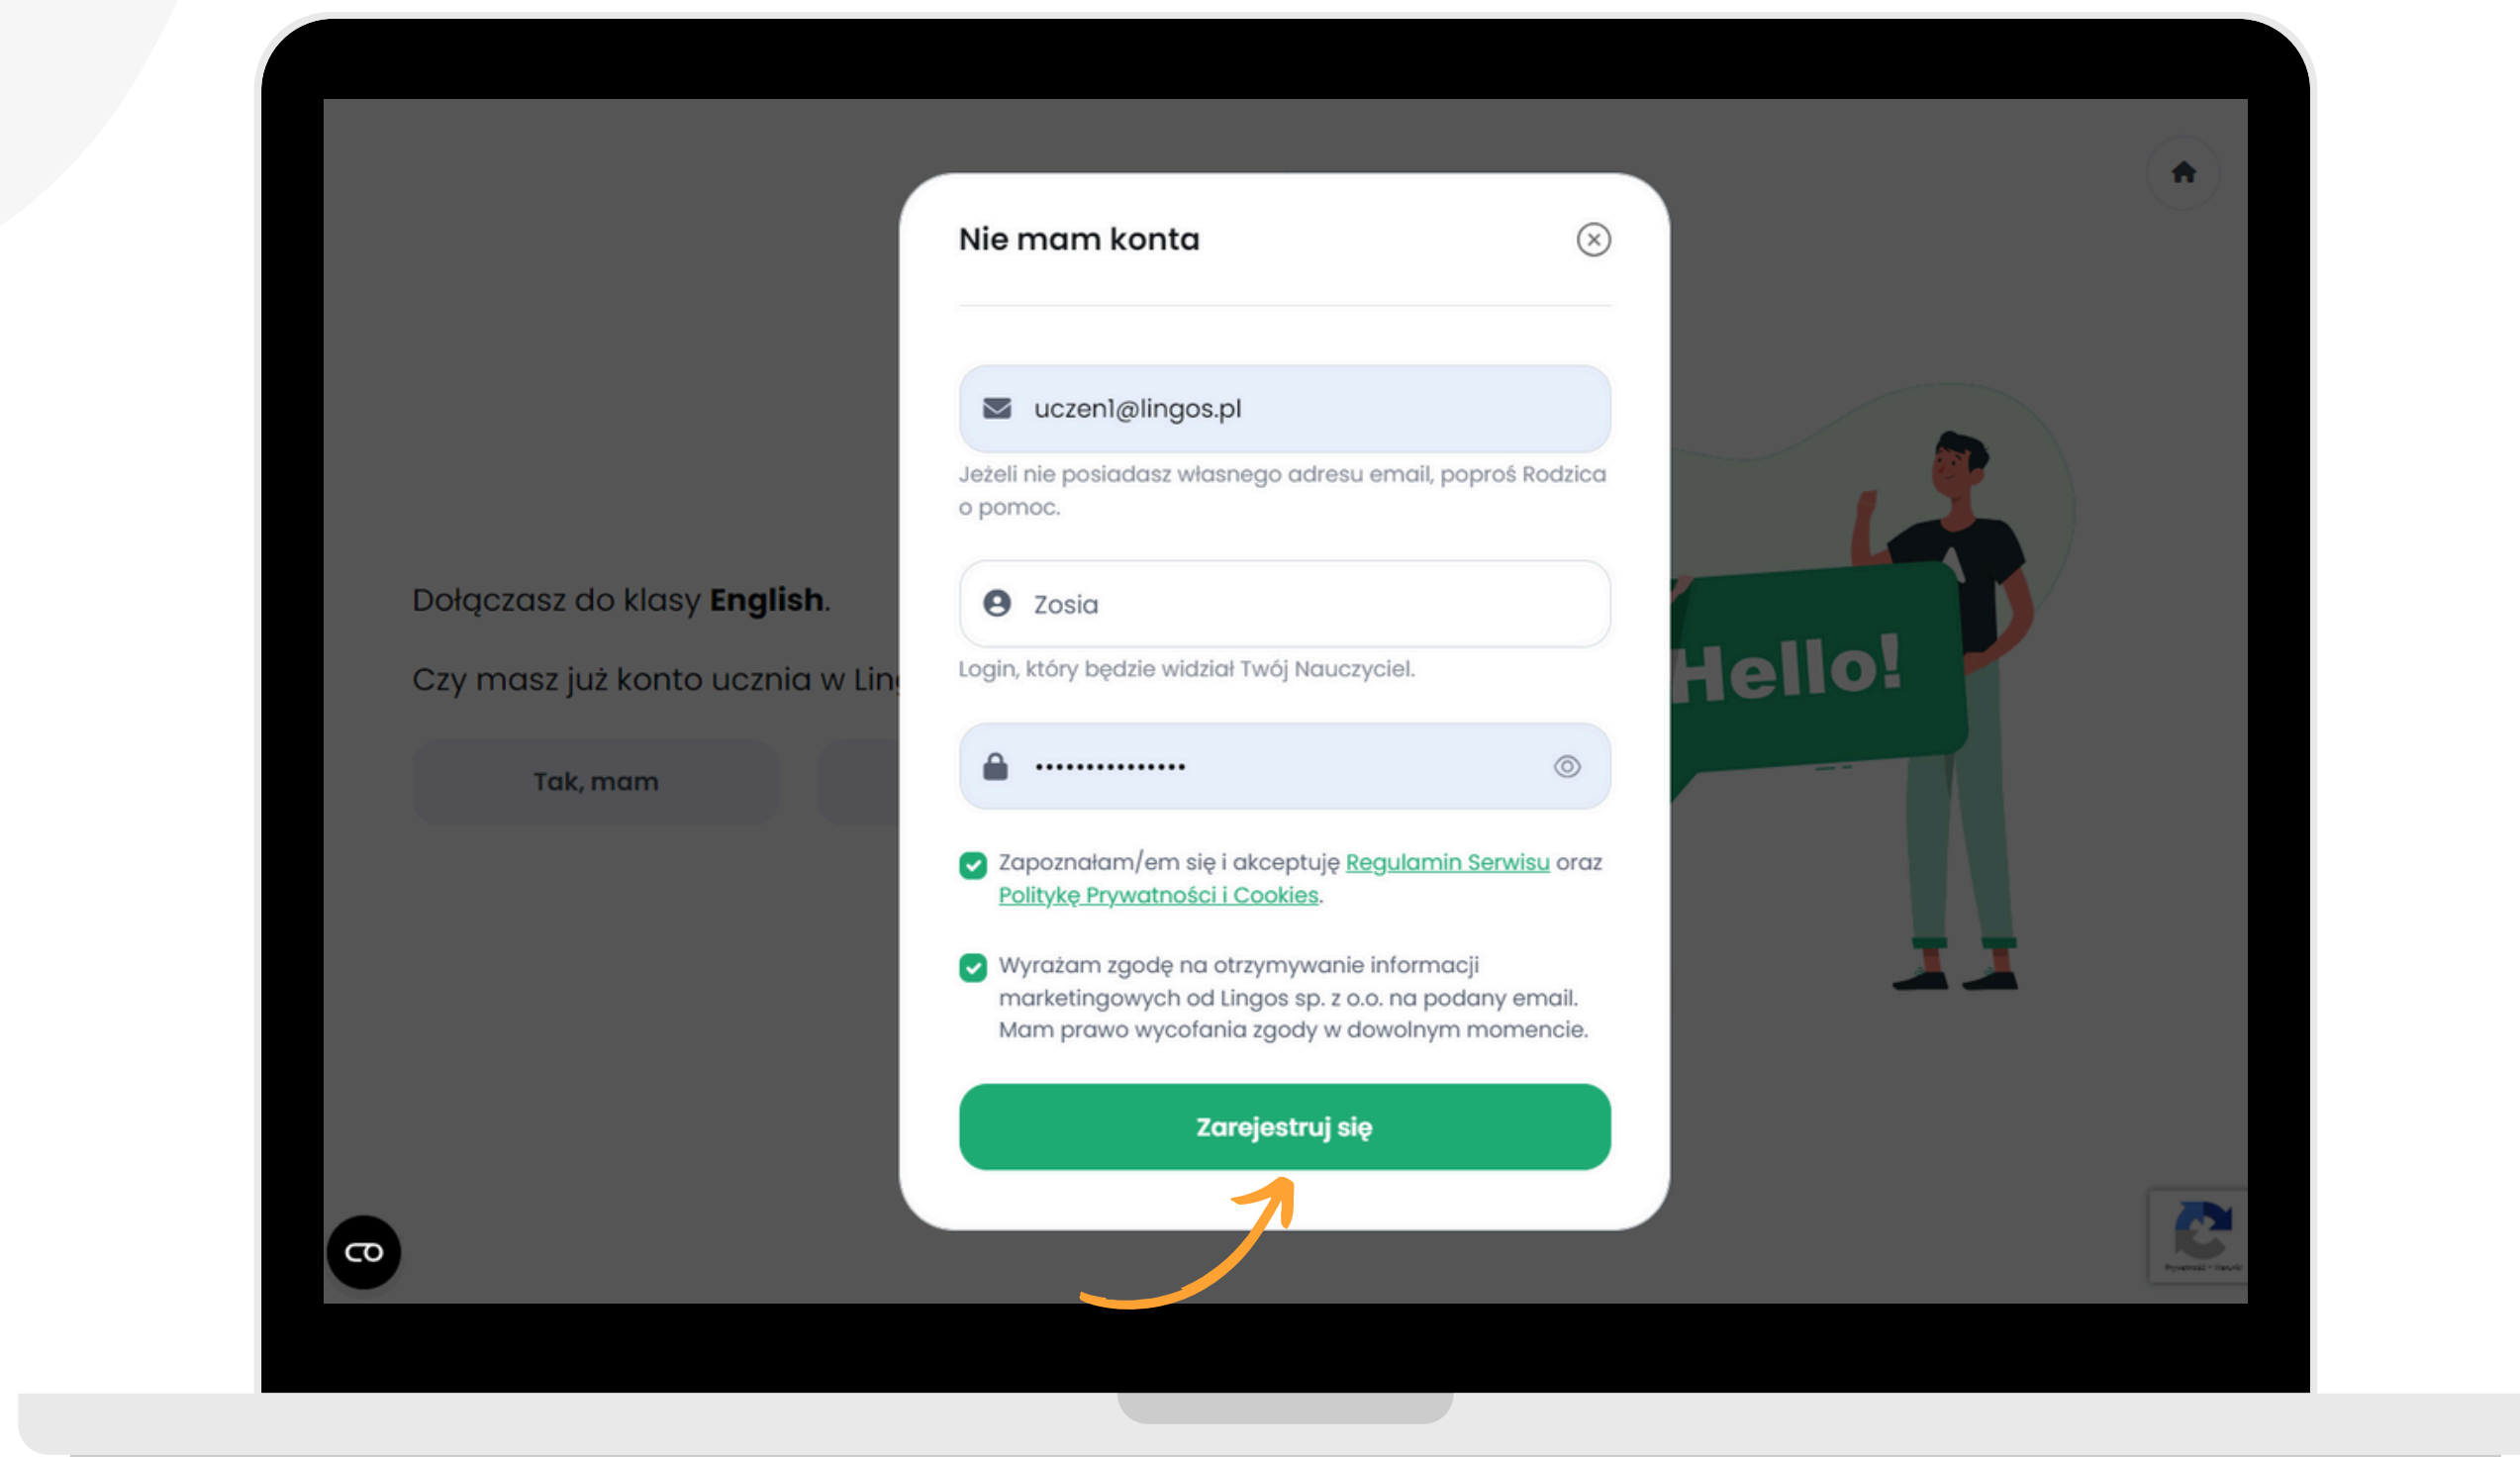 Nie mam konta
uczen1@lingos.pl
Jeżeli nie posiadasz własnego adresu email, poproś Rodzica
o pomoc.
Zosia
Login, który będzie widział Twój Nauczyciel.
•••••••••••••••
Zapoznałam/em się i akceptuję Regulamin Serwisu oraz
Politykę Prywatności i Cookies.
Wyrażam zgodę na otrzymywanie informacji
marketingowych od Lingos sp. z o.o. na podany email.
Mam prawo wycofania zgody w dowolnym momencie.
Zarejestruj się
Dołączasz do klasy English.
Czy masz już konto ucznia w Ling
Tak, mam
Hello!
Prywatność - Warunki